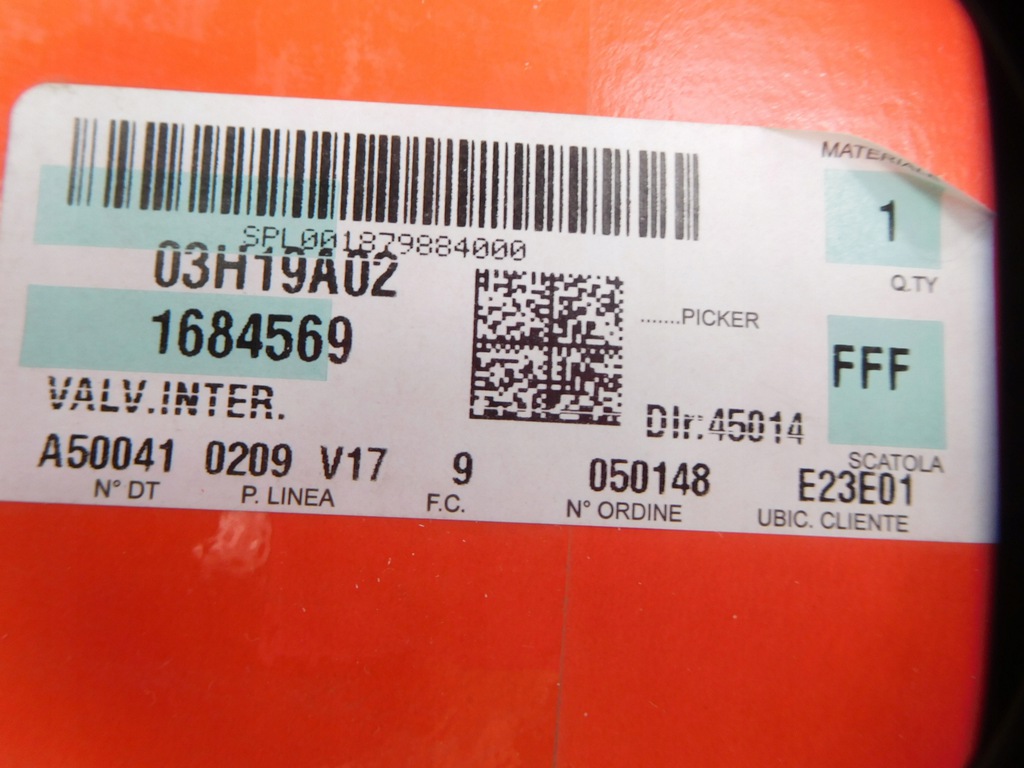 MATERIALE
1
Q.TY
SPL001879884000
03H19A02
.......PICKER
1684569
FFF
VALV.INTER.
DIr:45014
SCATOLA
A50041 0209 V17 9 050148 E23E01
N° DT P. LINEA F.C. N° ORDINE UBIC. CLIENTE